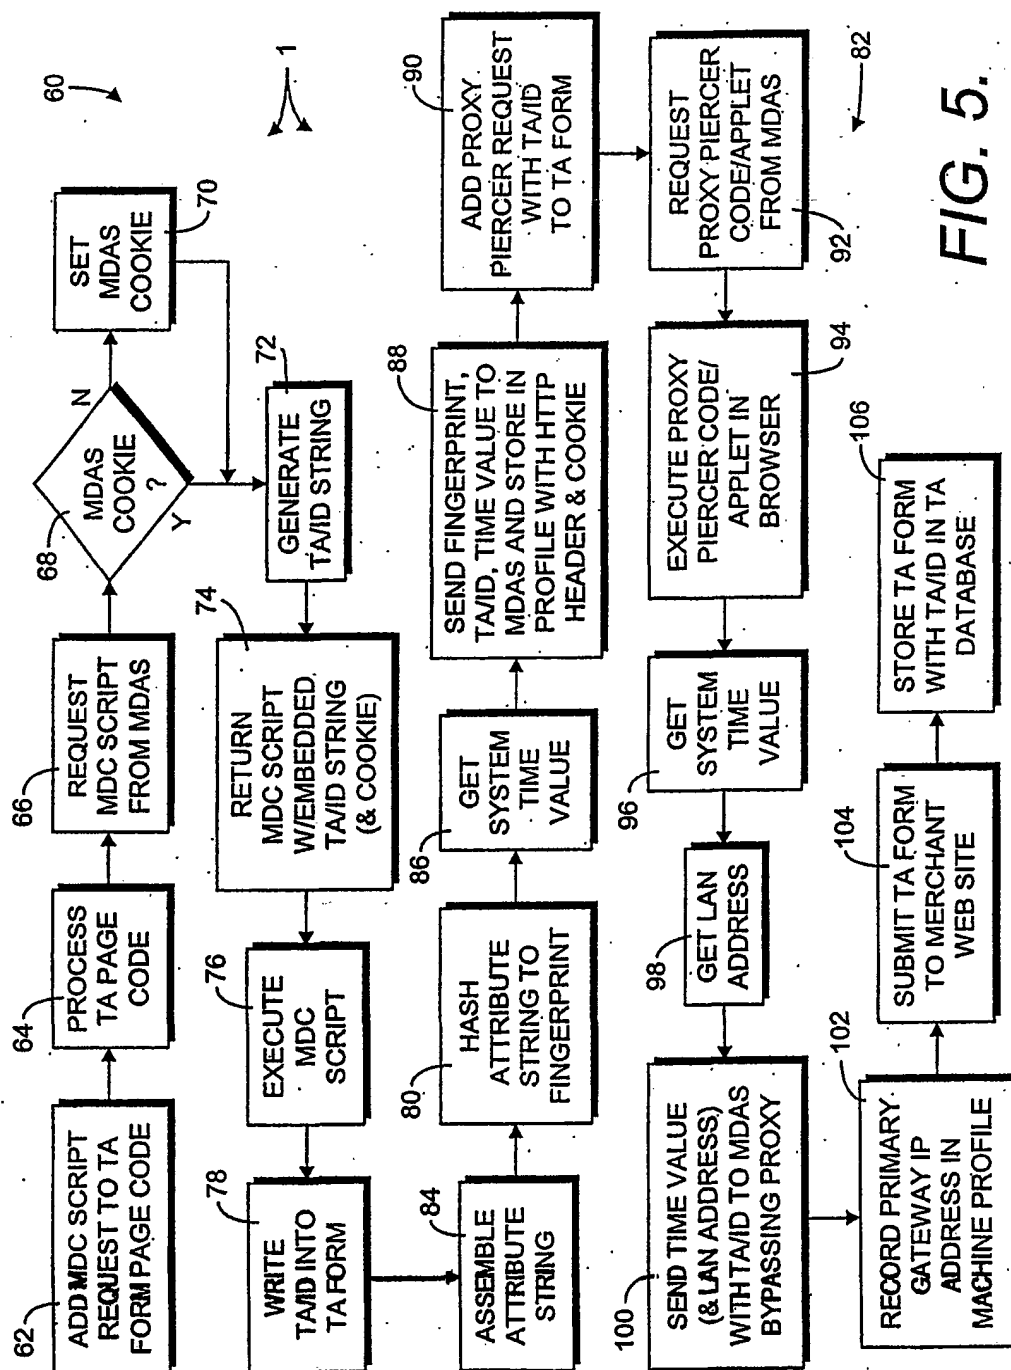 60
1
62
ADD MDC SCRIPT
REQUEST TO TA
FORM PAGE CODE
64
PROCESS
TA PAGE
CODE
66
REQUEST
MDC SCRIPT
FROM MDAS
68
MDAS
COOKIE
?
N
Y
SET
MDAS
COOKIE
70
72
GENERATE
TA/ID STRING
74
RETURN
MDC SCRIPT
W/EMBEDDED
TA/ID STRING
(& COOKIE)
76
EXECUTE
MDC
SCRIPT
78
WRITE
TA/ID INTO
TA FORM
84
ASSEMBLE
ATTRIBUTE
STRING
80
HASH
ATTRIBUTE
STRING TO
FINGERPRINT
86
GET
SYSTEM
TIME
VALUE
88
SEND FINGERPRINT,
TA/ID, TIME VALUE TO
MDAS AND STORE IN
PROFILE WITH HTTP
HEADER & COOKIE
90
ADD PROXY
PIERCER REQUEST
WITH TA/ID
TO TA FORM
REQUEST
PROXY PIERCER
CODE/APPLET
FROM MDAS
92
82
EXECUTE PROXY
PIERCER CODE/
APPLET IN
BROWSER
94
GET
SYSTEM
TIME
VALUE
96
98
GET LAN
ADDRESS
100
SEND TIME VALUE
(& LAN ADDRESS)
WITH TA/ID TO MDAS
BYPASSING PROXY
102
RECORD PRIMARY
GATEWAY IP
ADDRESS IN
MACHINE PROFILE
104
SUBMIT TA FORM
TO MERCHANT
WEB SITE
106
STORE TA FORM
WITH TA/ID IN TA
DATABASE
FIG. 5.